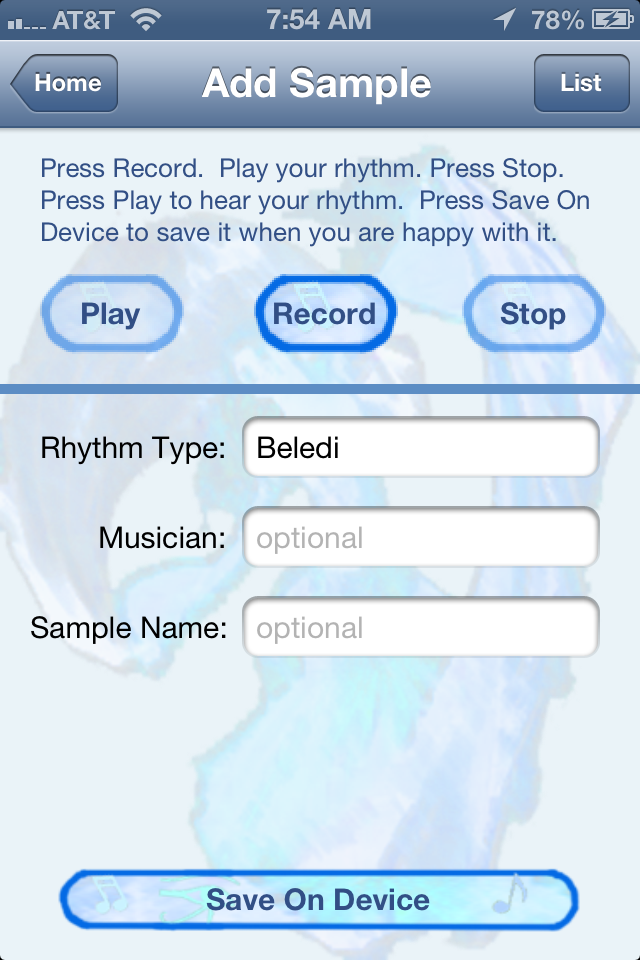 AT&T 7:54 AM 78%
Home Add Sample List
Press Record.  Play your rhythm. Press Stop.
Press Play to hear your rhythm.  Press Save On
Device to save it when you are happy with it.
Play Record Stop
Rhythm Type: Beledi
Musician: optional
Sample Name: optional
Save On Device